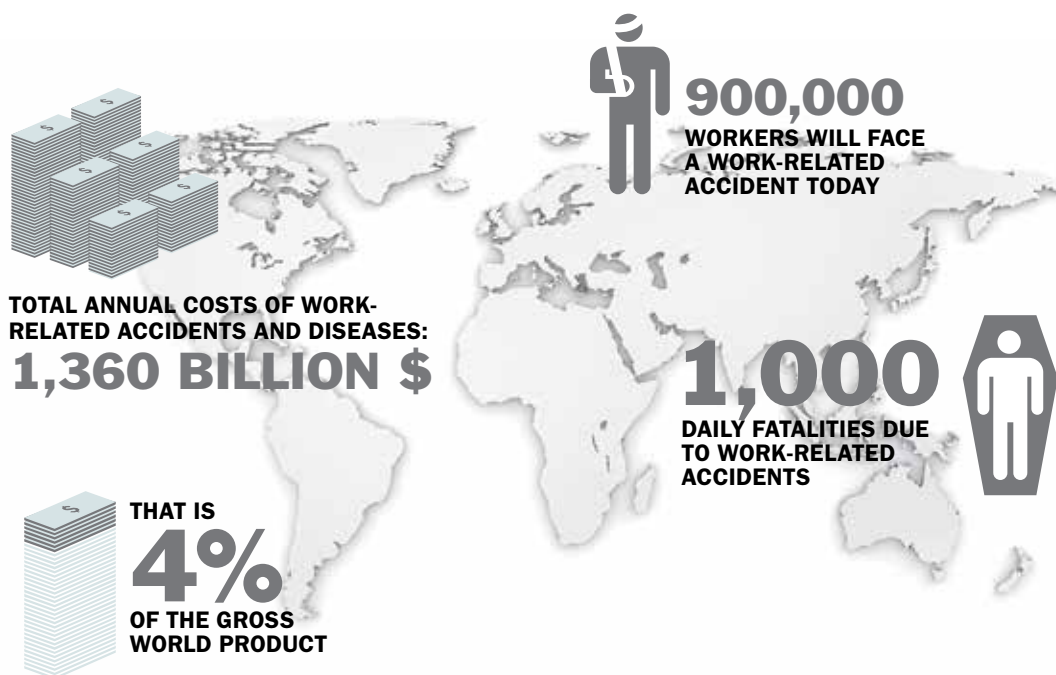 900,000
WORKERS WILL FACE
A WORK-RELATED
ACCIDENT TODAY
TOTAL ANNUAL COSTS OF WORK-
RELATED ACCIDENTS AND DISEASES:
1,360 BILLION $
1,000
DAILY FATALITIES DUE
TO WORK-RELATED
ACCIDENTS
THAT IS
4%
OF THE GROSS
WORLD PRODUCT